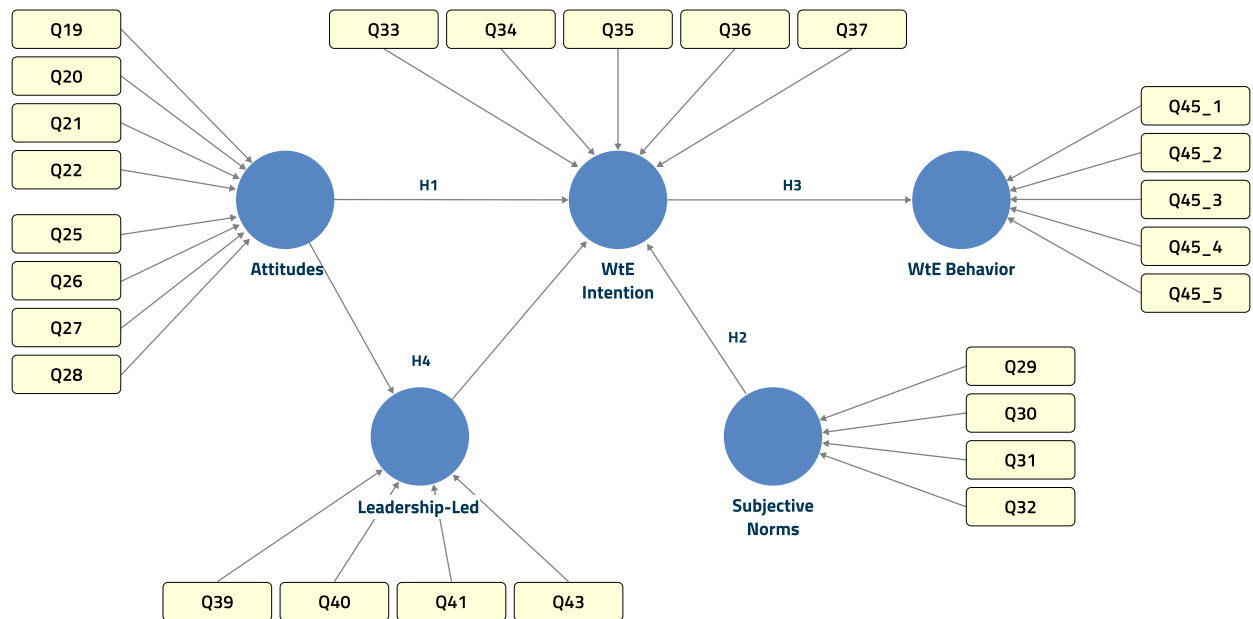 Q19
Q20
Q21
Q22
Q25
Q26
Q27
Q28
Q33
Q34
Q35
Q36
Q37
Q45_1
Q45_2
Q45_3
Q45_4
Q45_5
H1
H3
Attitudes
WtE
Intention
WtE Behavior
H4
H2
Q29
Q30
Q31
Q32
Leadership-Led
Subjective
Norms
Q39
Q40
Q41
Q43